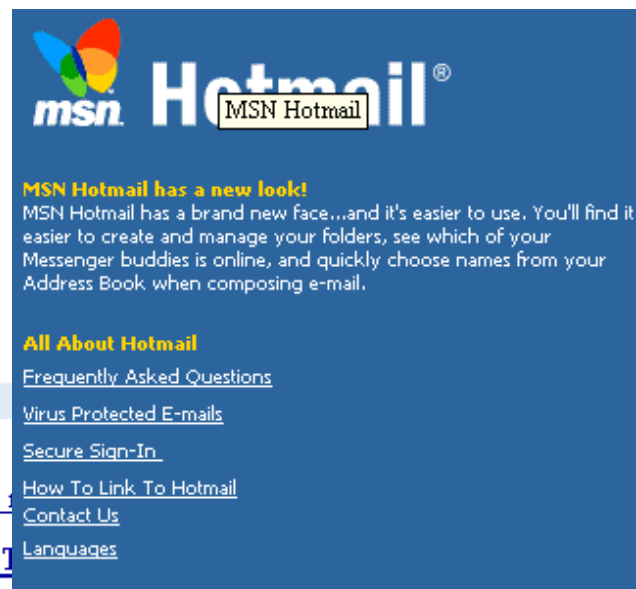 msn Hotmail®
MSN Hotmail
MSN Hotmail has a new look!
MSN Hotmail has a brand new face...and it's easier to use. You'll find it
easier to create and manage your folders, see which of your
Messenger buddies is online, and quickly choose names from your
Address Book when composing e-mail.
All About Hotmail
Frequently Asked Questions
Virus Protected E-mails
Secure Sign-In
How To Link To Hotmail
Contact Us
Languages